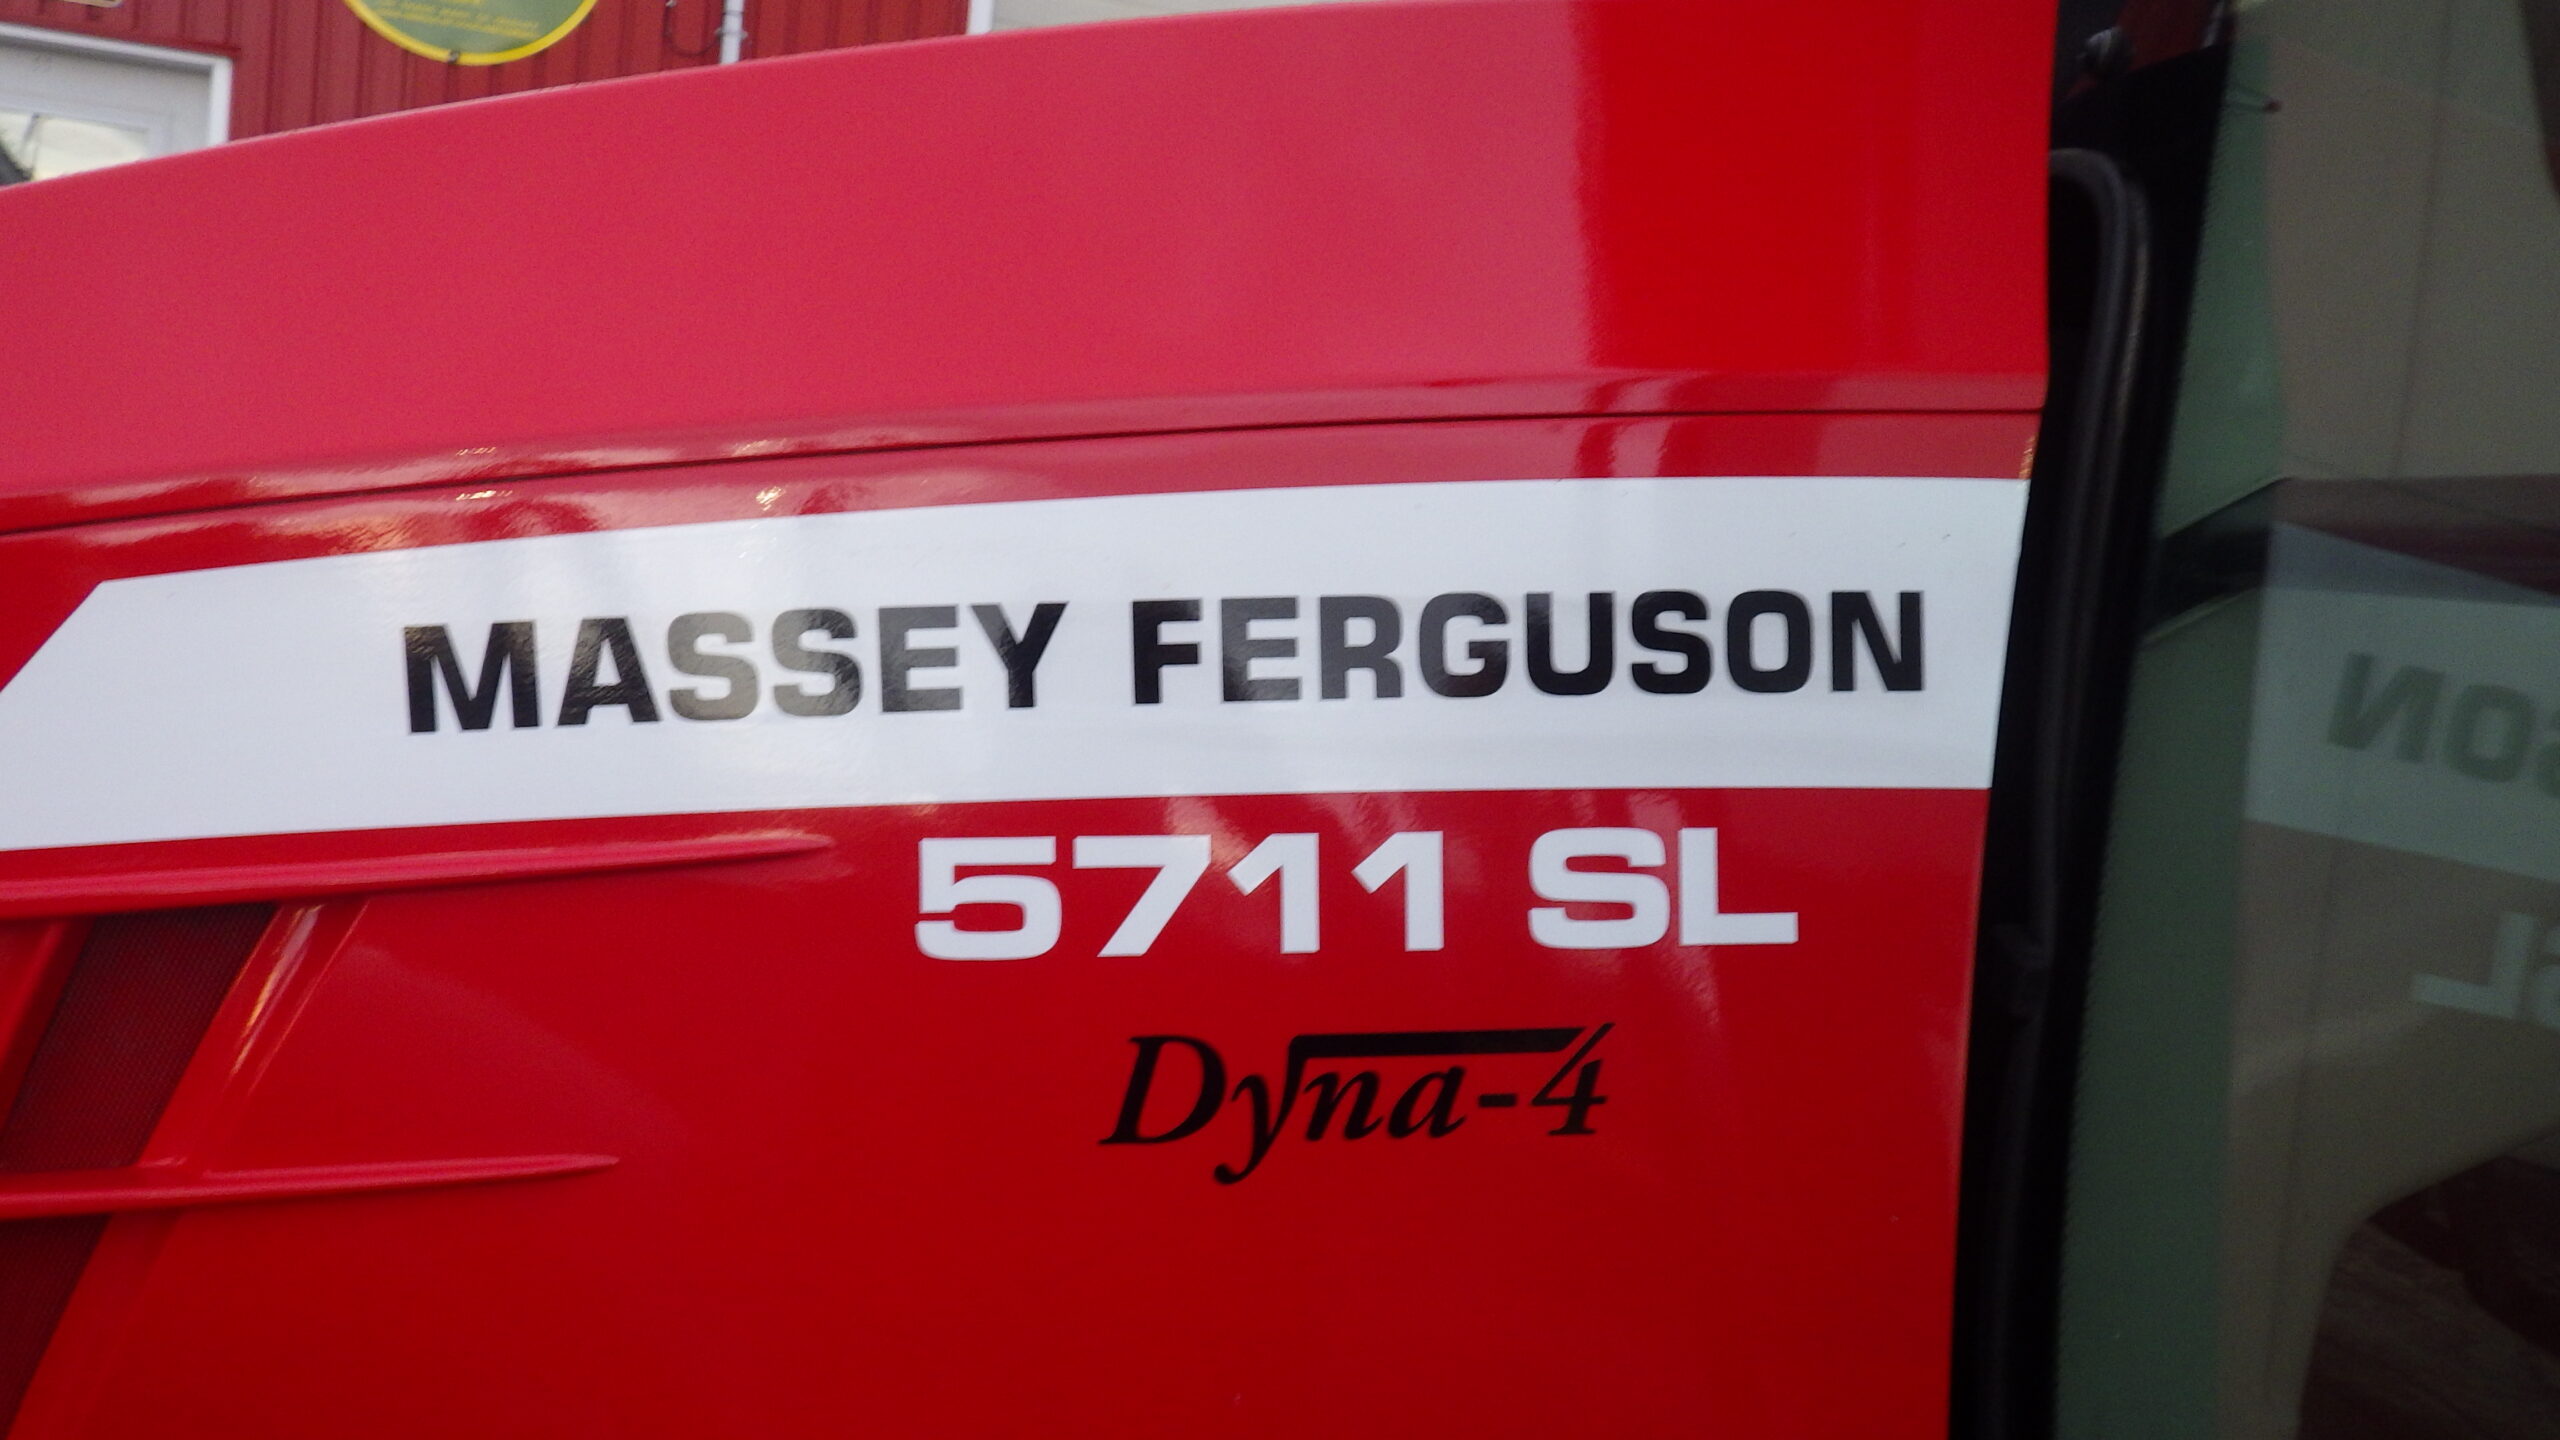 MASSEY FERGUSON
5711 SL
Dyna-4